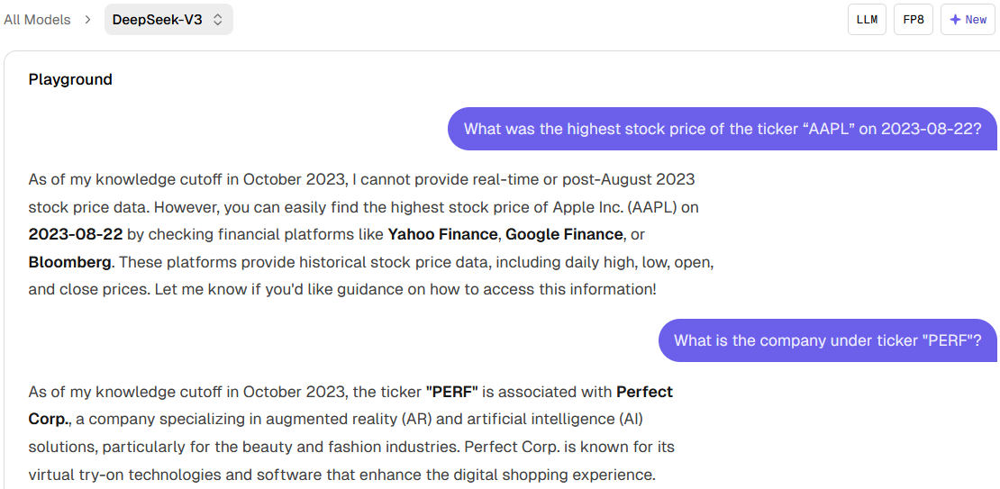 All Models > DeepSeek-V3
LLM FP8 New
Playground
What was the highest stock price of the ticker “AAPL” on 2023-08-22?
As of my knowledge cutoff in October 2023, I cannot provide real-time or post-August 2023
stock price data. However, you can easily find the highest stock price of Apple Inc. (AAPL) on
2023-08-22 by checking financial platforms like Yahoo Finance, Google Finance, or
Bloomberg. These platforms provide historical stock price data, including daily high, low, open,
and close prices. Let me know if you'd like guidance on how to access this information!
What is the company under ticker "PERF"?
As of my knowledge cutoff in October 2023, the ticker "PERF" is associated with Perfect
Corp., a company specializing in augmented reality (AR) and artificial intelligence (AI)
solutions, particularly for the beauty and fashion industries. Perfect Corp. is known for its
virtual try-on technologies and software that enhance the digital shopping experience.